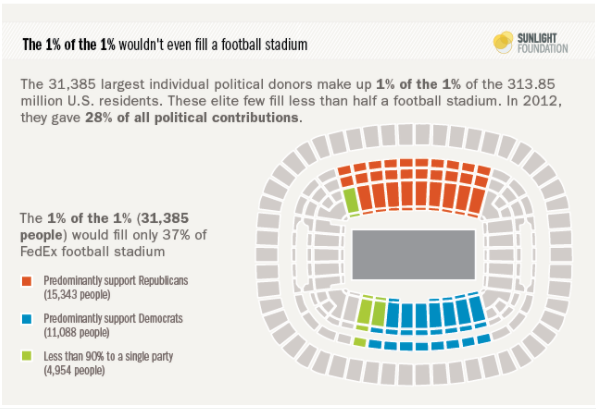 The 1% of the 1% wouldn't even fill a football stadium
SUNLIGHT
FOUNDATION
The 31,385 largest individual political donors make up 1% of the 1% of the 313.85
million U.S. residents. These elite few fill less than half a football stadium. In 2012,
they gave 28% of all political contributions.
The 1% of the 1% (31,385
people) would fill only 37% of
FedEx football stadium
Predominantly support Republicans
(15,343 people)
Predominantly support Democrats
(11,088 people)
Less than 90% to a single party
(4,954 people)